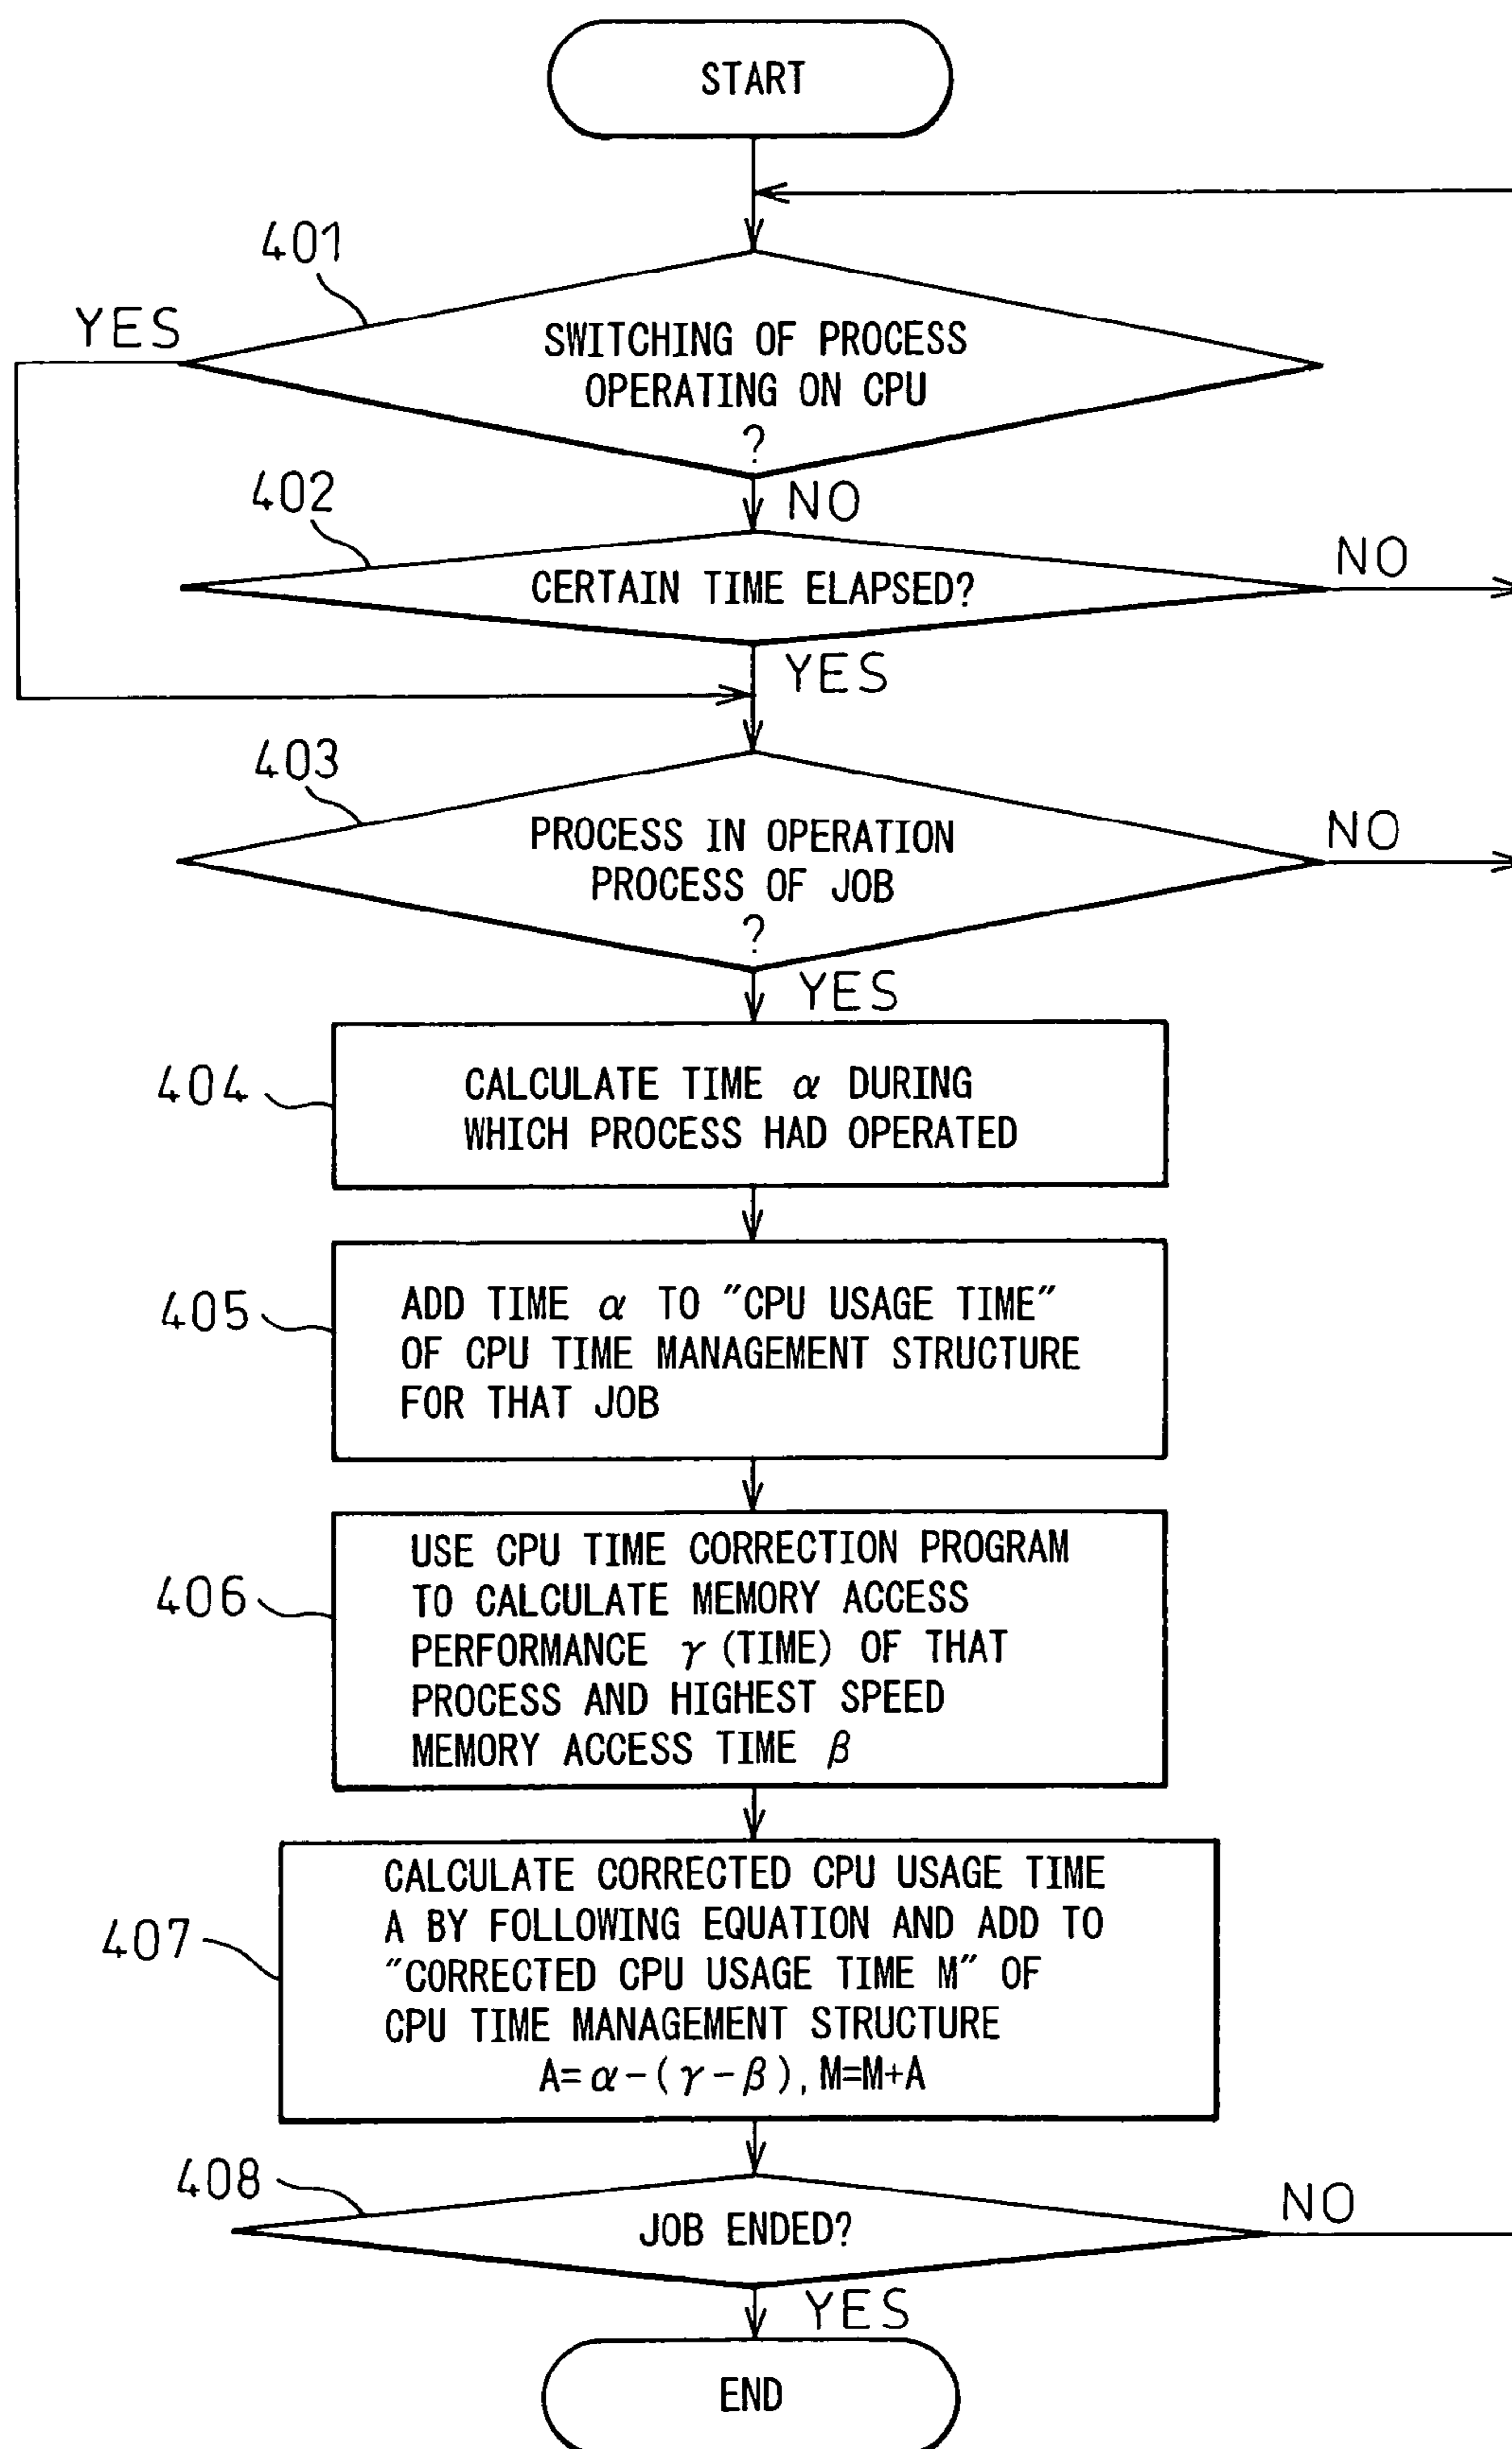 START
401
YES
SWITCHING OF PROCESS
OPERATING ON CPU
?
402
NO
CERTAIN TIME ELAPSED?
NO
YES
403
PROCESS IN OPERATION
PROCESS OF JOB
?
NO
YES
404
CALCULATE TIME α DURING
WHICH PROCESS HAD OPERATED
405
ADD TIME α TO "CPU USAGE TIME"
OF CPU TIME MANAGEMENT STRUCTURE
FOR THAT JOB
406
USE CPU TIME CORRECTION PROGRAM
TO CALCULATE MEMORY ACCESS
PERFORMANCE γ (TIME) OF THAT
PROCESS AND HIGHEST SPEED
MEMORY ACCESS TIME β
407
CALCULATE CORRECTED CPU USAGE TIME
A BY FOLLOWING EQUATION AND ADD TO
"CORRECTED CPU USAGE TIME M" OF
CPU TIME MANAGEMENT STRUCTURE
A=α-(γ-β), M=M+A
408
JOB ENDED?
NO
YES
END